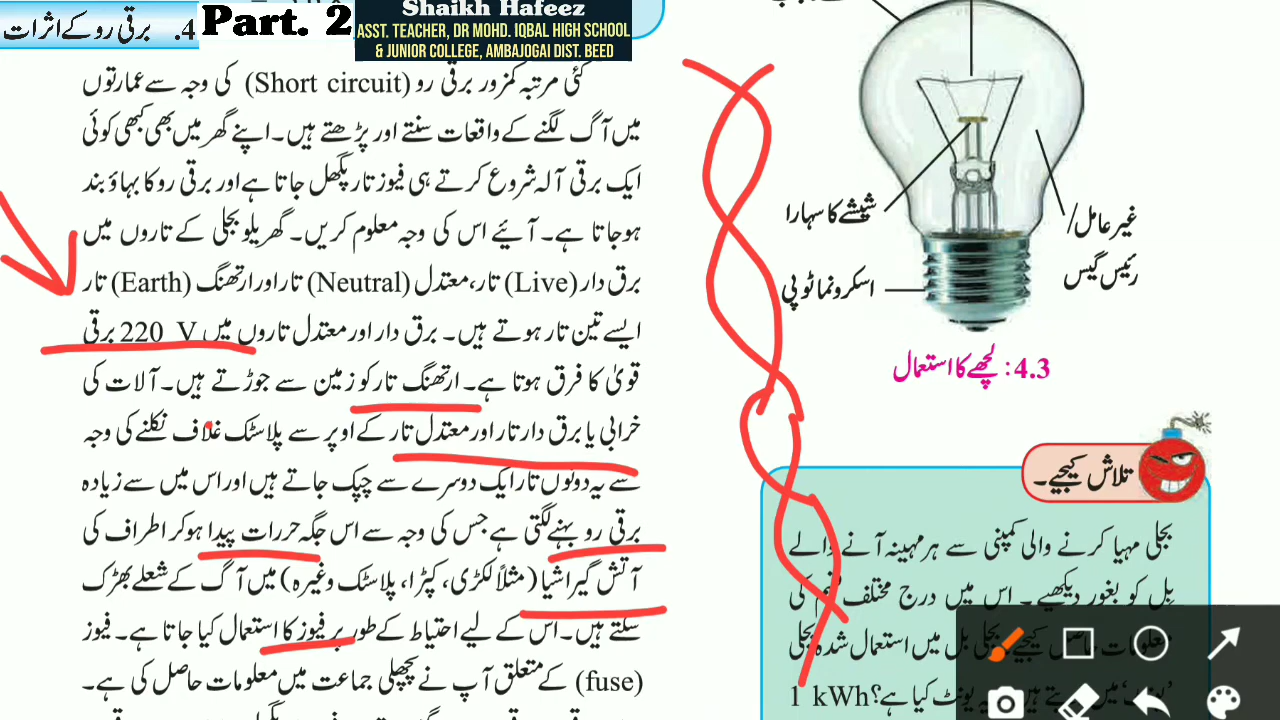 4. برقی رو کے اثرات
Part. 2
Shaikh Hafeez
ASST. TEACHER, DR MOHD. IQBAL HIGH SCHOOL
& JUNIOR COLLEGE, AMBAJOGAI DIST. BEED
کئی مرتبہ کمزور برقی رو (Short circuit) کی وجہ سے عمارتوں
میں آگ لگنے کے واقعات سنتے اور پڑھتے ہیں۔ اپنے گھر میں بھی کبھی کوئی
ایک برقی آلہ شروع کرتے ہی فیوز تار پگھل جاتا ہے اور برقی رو کا بہاؤ بند
ہوجاتا ہے۔ آیئے اس کی وجہ معلوم کریں۔ گھریلو بجلی کے تاروں میں
برق دار (Live) تار، معتدل (Neutral) تار اور ارتھنگ (Earth) تار
ایسے تین تار ہوتے ہیں۔ برق دار اور معتدل تاروں میں 220 V برقی
قویٰ کا فرق ہوتا ہے۔ ارتھنگ تار کو زمین سے جوڑتے ہیں۔ آلات کی
خرابی یا برق دار تار اور معتدل تار کے اوپر سے پلاسٹک غلاف نکلنے کی وجہ
سے یہ دونوں تار ایک دوسرے سے چپک جاتے ہیں اور اس میں سے زیادہ
برقی رو بہنے لگتی ہے جس کی وجہ سے اس جگہ حررات پیدا ہوکر اطراف کی
آتش گیر اشیا (مثلاً لکڑی، کپڑا، پلاسٹک وغیرہ) میں آگ کے شعلے بھڑک
سکتے ہیں۔ اس کے لیے احتیاط کے طور پر فیوز کا استعمال کیا جاتا ہے۔ فیوز
(fuse) کے متعلق آپ نے پچھلی جماعت میں معلومات حاصل کی ہے۔
شیشے کا سہارا
غیر عامل/
رئیس گیس
اسکرو نما ٹوپی
4.3: لچھے کا استعمال
تلاش کیجیے۔
بجلی مہیا کرنے والی کمپنی سے ہر مہینہ آنے والے
بِل کو بغور دیکھیے۔ اس میں درج مختلف قسم کی
معلومات حاصل کیجیے۔ بجلی بل میں استعمال شدہ بجلی
یونٹ کیا ہے؟ 1 kWh